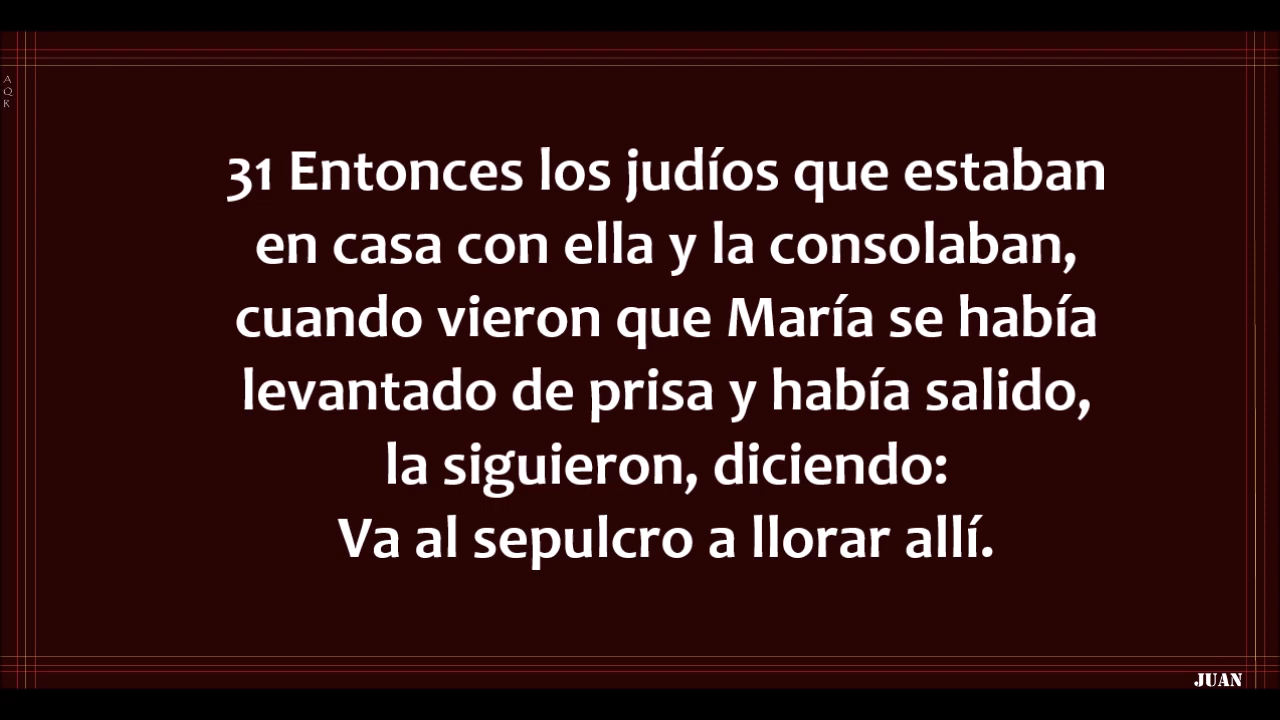 A
Q
R
31 Entonces los judíos que estaban
en casa con ella y la consolaban,
cuando vieron que María se había
levantado de prisa y había salido,
la siguieron, diciendo:
Va al sepulcro a llorar allí.
JUAN